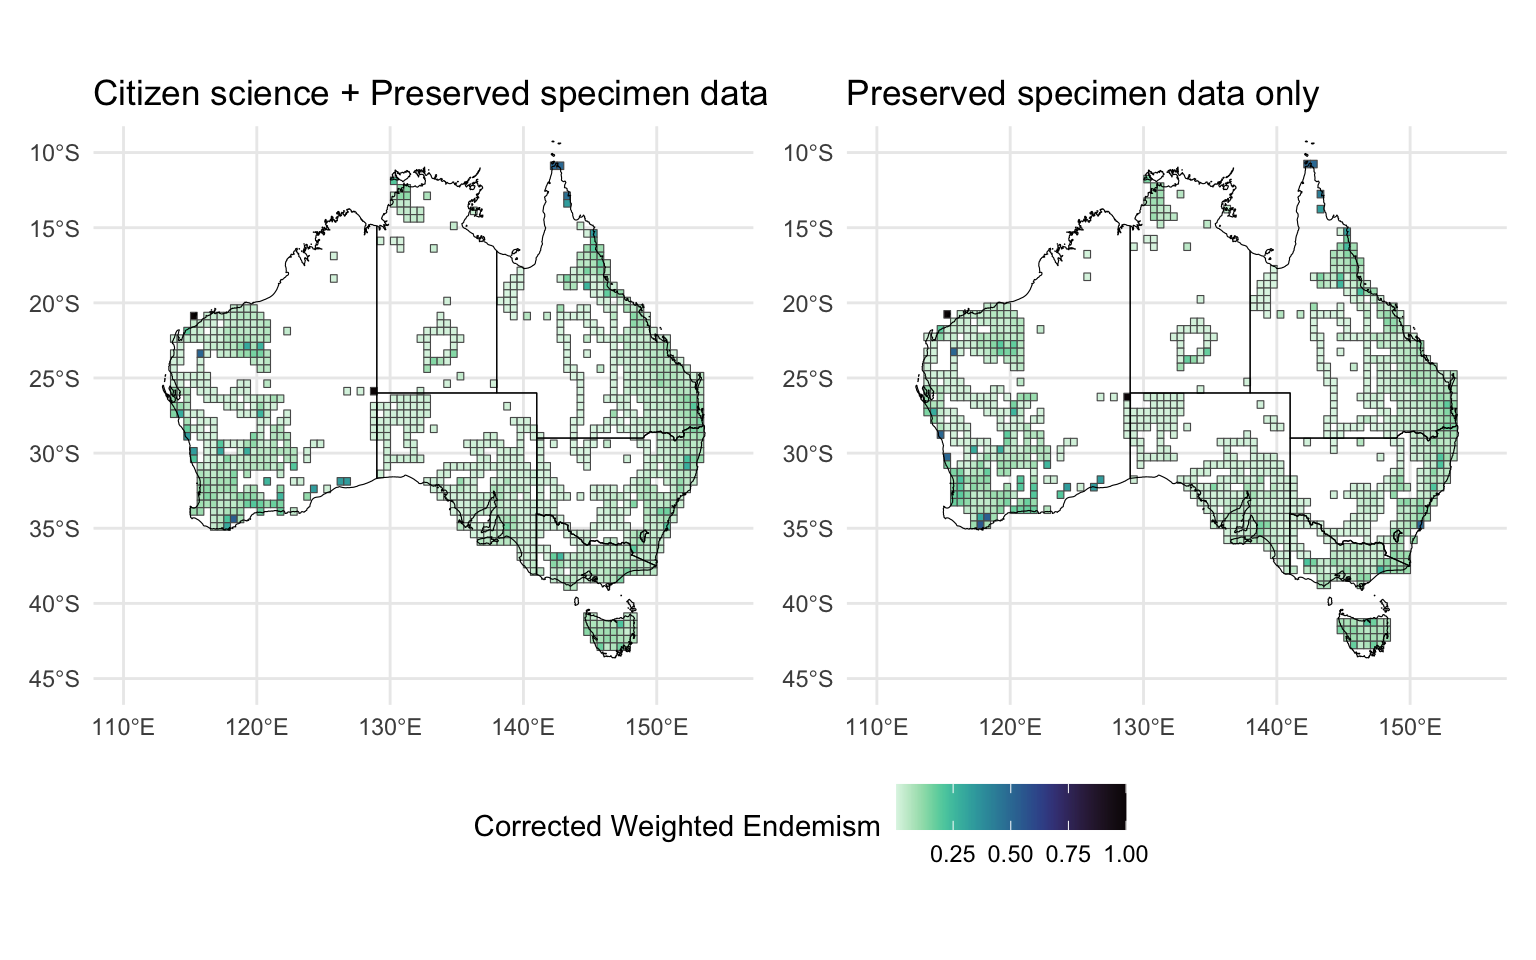 Citizen science + Preserved specimen data
Preserved specimen data only
10°S
15°S
20°S
25°S
30°S
35°S
40°S
45°S
110°E 120°E 130°E 140°E 150°E
10°S
15°S
20°S
25°S
30°S
35°S
40°S
45°S
110°E 120°E 130°E 140°E 150°E
Corrected Weighted Endemism
0.25 0.50 0.75 1.00